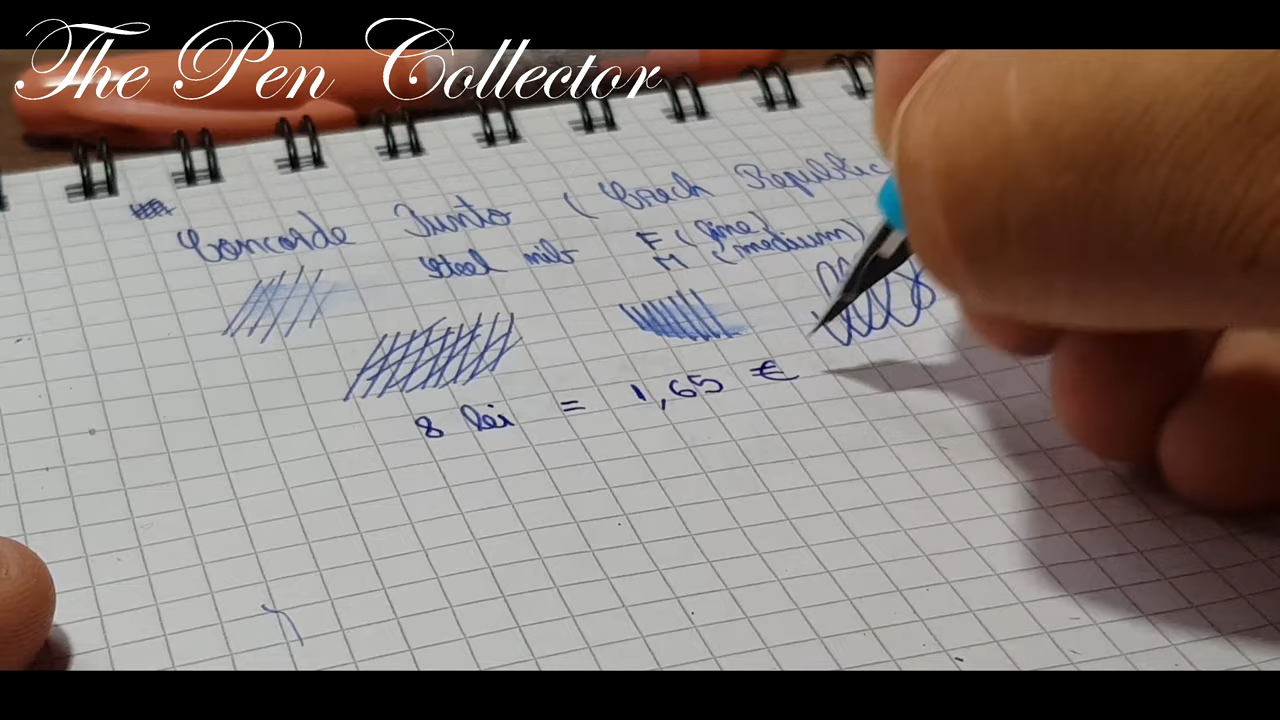 The Pen Collector
Concorde Junto ( Czech Republic
Steel nib F ( fine )
M ( medium )
8 lei = 1,65 €